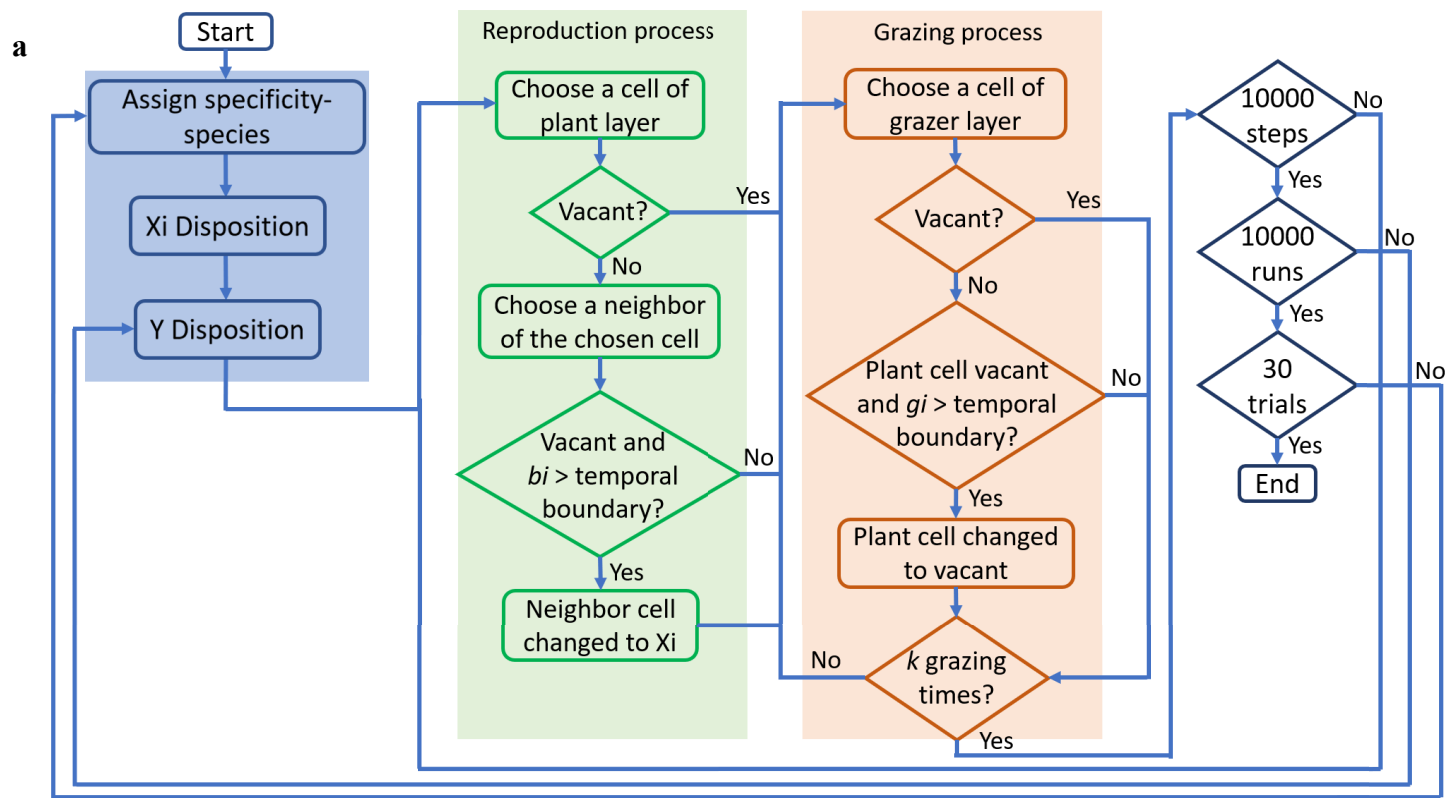 a
Start
Assign specificity-
species
Xi Disposition
Y Disposition
Reproduction process
Choose a cell of
plant layer
Vacant?
Yes
No
Choose a neighbor
of the chosen cell
Vacant and
bi > temporal
boundary?
No
Yes
Neighbor cell
changed to Xi
Grazing process
Choose a cell of
grazer layer
Vacant?
Yes
No
Plant cell vacant
and gi > temporal
boundary?
No
Yes
Plant cell changed
to vacant
k grazing
times?
No
Yes
10000
steps
No
Yes
10000
runs
No
Yes
30
trials
No
Yes
End